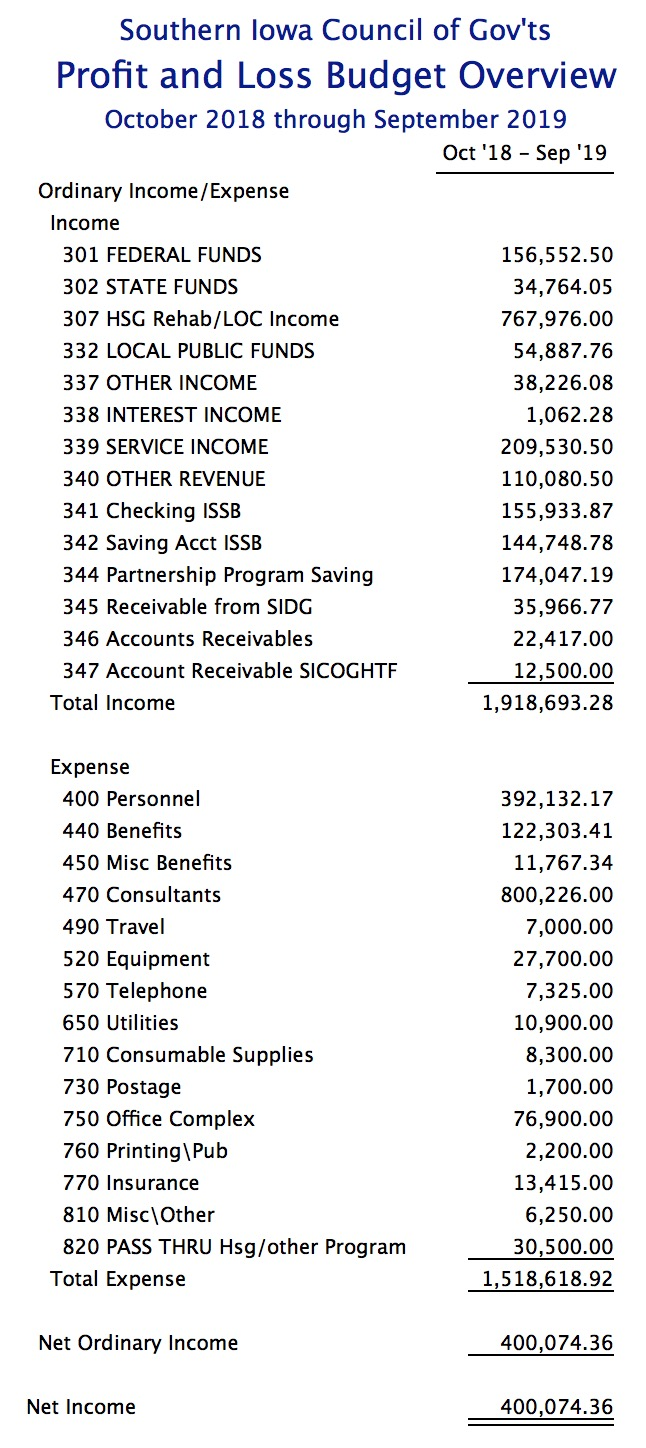 Southern Iowa Council of Gov'ts
Profit and Loss Budget Overview
October 2018 through September 2019
Oct '18 – Sep '19
Ordinary Income/Expense
Income
301 FEDERAL FUNDS 156,552.50
302 STATE FUNDS 34,764.05
307 HSG Rehab/LOC Income 767,976.00
332 LOCAL PUBLIC FUNDS 54,887.76
337 OTHER INCOME 38,226.08
338 INTEREST INCOME 1,062.28
339 SERVICE INCOME 209,530.50
340 OTHER REVENUE 110,080.50
341 Checking ISSB 155,933.87
342 Saving Acct ISSB 144,748.78
344 Partnership Program Saving 174,047.19
345 Receivable from SIDG 35,966.77
346 Accounts Receivables 22,417.00
347 Account Receivable SICOGHTF 12,500.00
Total Income 1,918,693.28
Expense
400 Personnel 392,132.17
440 Benefits 122,303.41
450 Misc Benefits 11,767.34
470 Consultants 800,226.00
490 Travel 7,000.00
520 Equipment 27,700.00
570 Telephone 7,325.00
650 Utilities 10,900.00
710 Consumable Supplies 8,300.00
730 Postage 1,700.00
750 Office Complex 76,900.00
760 Printing\Pub 2,200.00
770 Insurance 13,415.00
810 Misc\Other 6,250.00
820 PASS THRU Hsg/other Program 30,500.00
Total Expense 1,518,618.92
Net Ordinary Income 400,074.36
Net Income 400,074.36